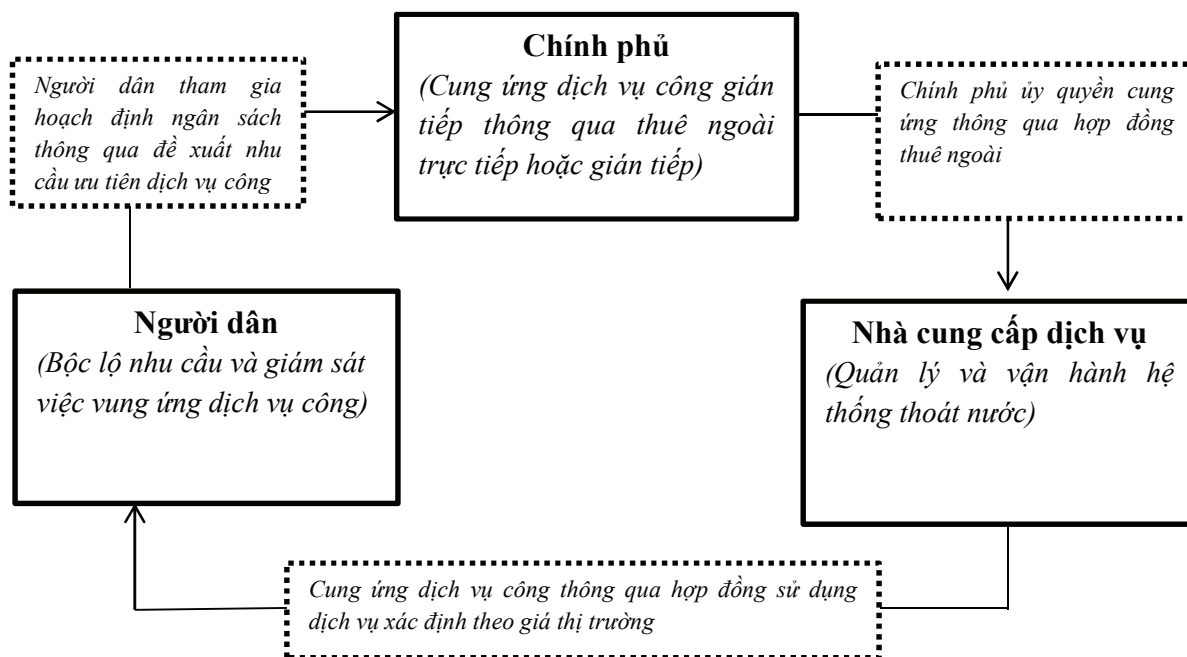 Chính phủ
(Cung ứng dịch vụ công gián
tiếp thông qua thuê ngoài
trực tiếp hoặc gián tiếp)
Người dân tham gia
hoạch định ngân sách
thông qua đề xuất nhu
cầu ưu tiên dịch vụ công
Chính phủ ủy quyền cung
ứng thông qua hợp đồng
thuê ngoài
Người dân
(Bộc lộ nhu cầu và giám sát
việc vung ứng dịch vụ công)
Nhà cung cấp dịch vụ
(Quản lý và vận hành hệ
thống thoát nước)
Cung ứng dịch vụ công thông qua hợp đồng sử dụng
dịch vụ xác định theo giá thị trường